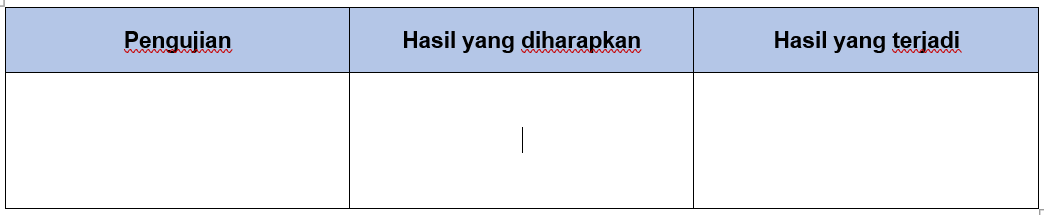 Pengujian
Hasil yang diharapkan
Hasil yang terjadi